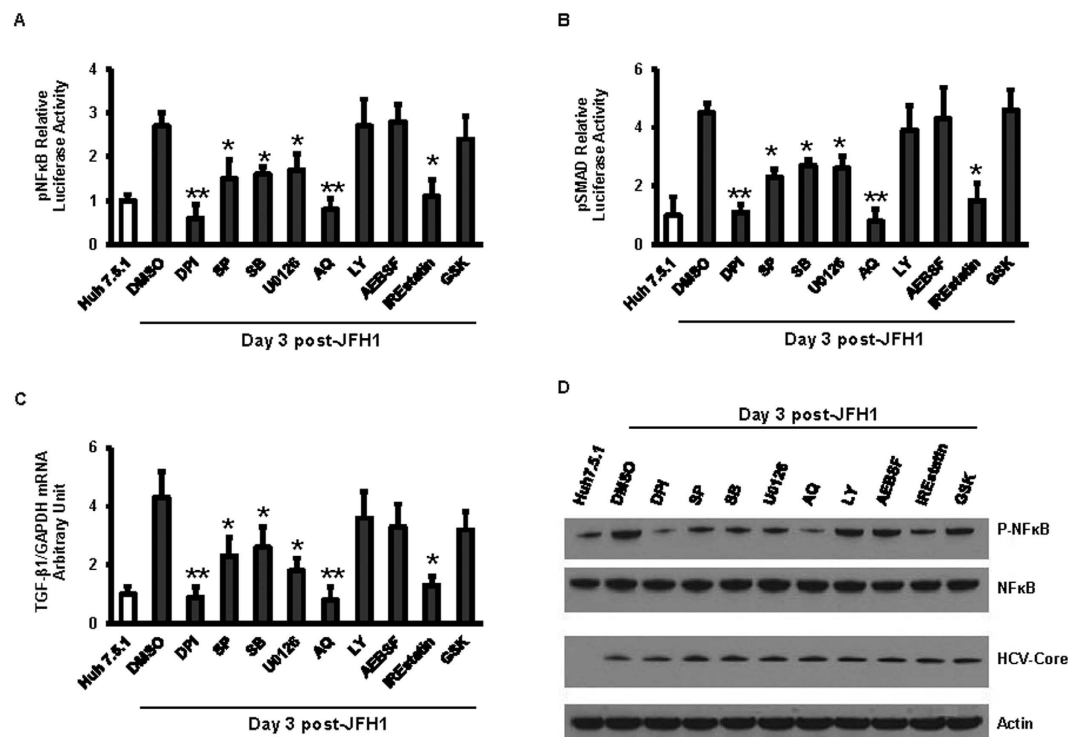 A
pNFκB Relative
Luciferase Activity
4
3
2
1
0
** * * * ** *
Huh 7.5.1 DMSO DPI SP SB U0126 AQ LY AEBSF IREstatin GSK
Day 3 post-JFH1
B
pSMAD Relative
Luciferase Activity
6
4
2
0
** * * * ** *
Huh 7.5.1 DMSO DPI SP SB U0126 AQ LY AEBSF IREstatin GSK
Day 3 post-JFH1
C
TGF-β1/GAPDH mRNA
Arbitrary Unit
6
4
2
0
** * * * ** *
Huh 7.5.1 DMSO DPI SP SB U0126 AQ LY AEBSF IREstatin GSK
Day 3 post-JFH1
D
Day 3 post-JFH1
Huh7.5.1 DMSO DPI SP SB U0126 AQ LY AEBSF IREstatin GSK
P-NFκB
NFκB
HCV-Core
Actin